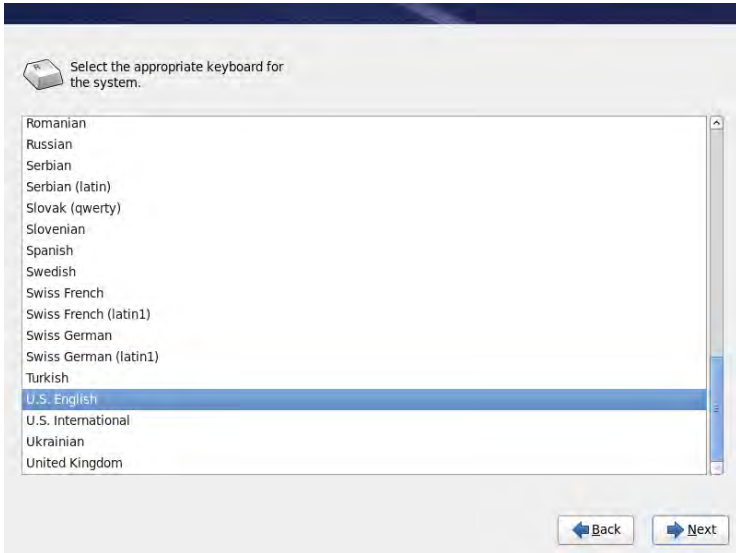 Select the appropriate keyboard for
the system.
Romanian
Russian
Serbian
Serbian (latin)
Slovak (qwerty)
Slovenian
Spanish
Swedish
Swiss French
Swiss French (latin1)
Swiss German
Swiss German (latin1)
Turkish
U.S. English
U.S. International
Ukrainian
United Kingdom
Back
Next